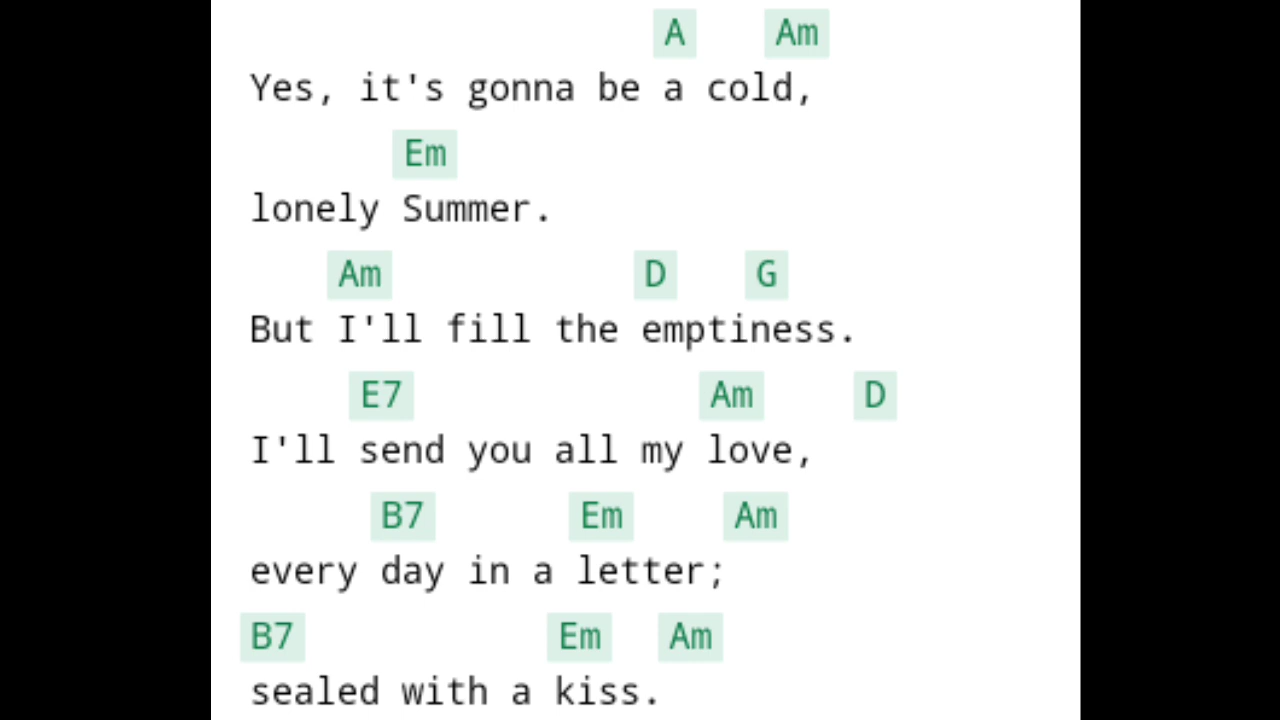 A Am
Yes, it's gonna be a cold,
Em
lonely Summer.
Am D G
But I'll fill the emptiness.
E7 Am D
I'll send you all my love,
B7 Em Am
every day in a letter;
B7 Em Am
sealed with a kiss.